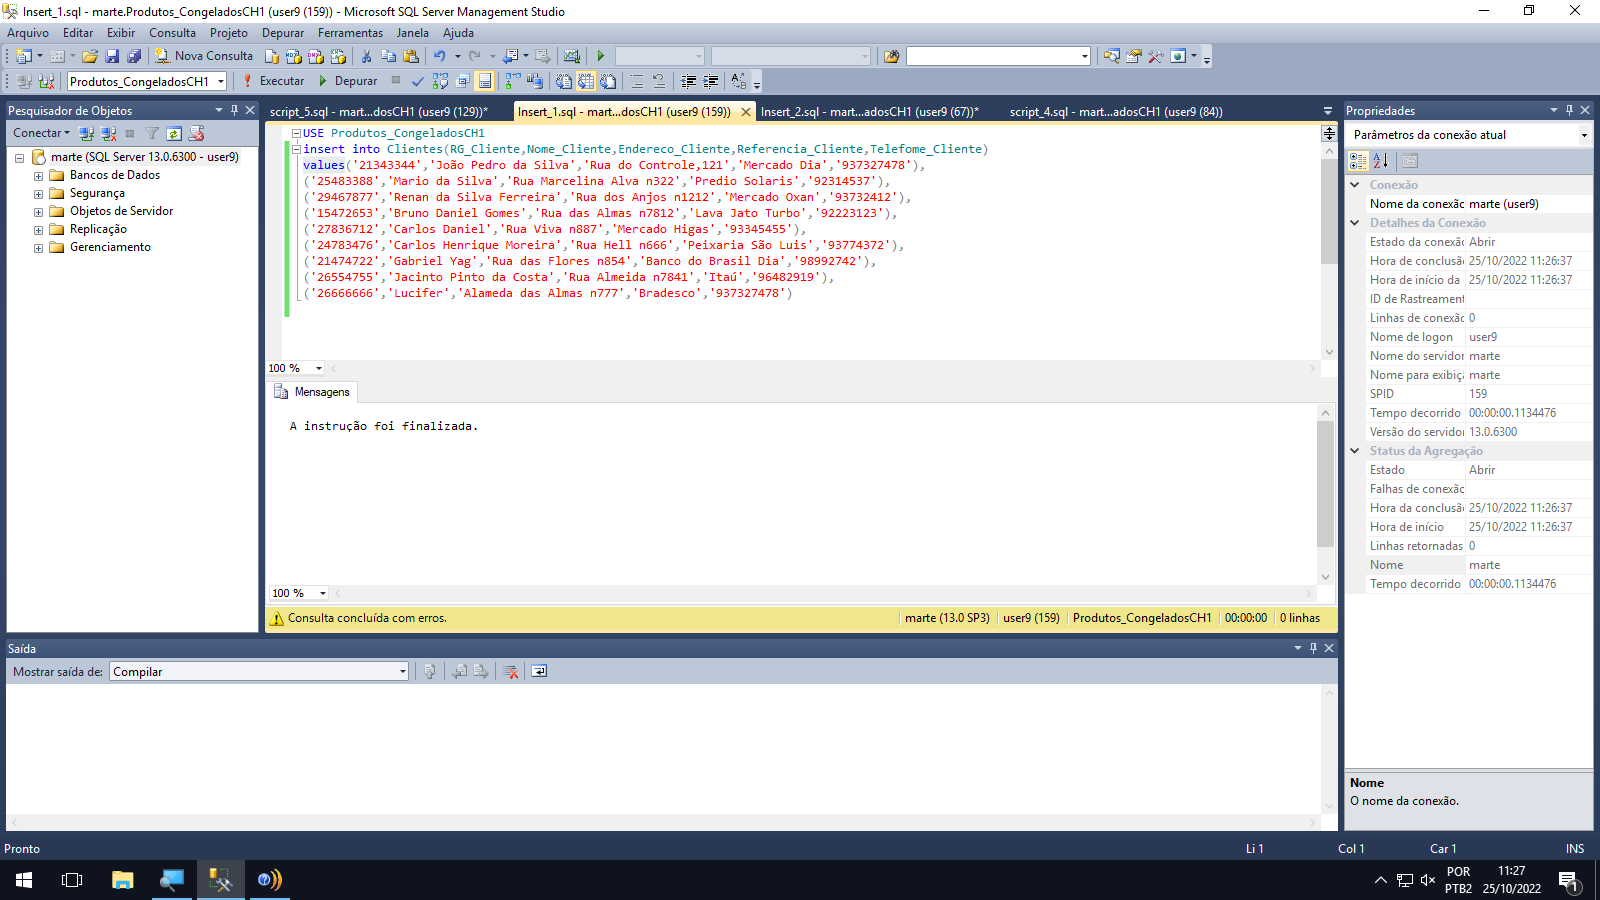 Insert_1.sql - marte.Produtos_CongeladosCH1 (user9 (159)) - Microsoft SQL Server Management Studio
Arquivo Editar Exibir Consulta Projeto Depurar Ferramentas Janela Ajuda
Nova Consulta
Produtos_CongeladosCH1 Executar Depurar
Pesquisador de Objetos
Conectar
marte (SQL Server 13.0.6300 - user9)
Bancos de Dados
Segurança
Objetos de Servidor
Replicação
Gerenciamento
script_5.sql - mart...dosCH1 (user9 (129))* Insert_1.sql - mart...dosCH1 (user9 (159)) Insert_2.sql - mart...adosCH1 (user9 (67))* script_4.sql - mart...adosCH1 (user9 (84))
USE Produtos_CongeladosCH1
insert into Clientes(RG_Cliente,Nome_Cliente,Endereco_Cliente,Referencia_Cliente,Telefome_Cliente)
values('21343344','João Pedro da Silva','Rua do Controle,121','Mercado Dia','937327478'),
('25483388','Mario da Silva','Rua Marcelina Alva n322','Predio Solaris','92314537'),
('29467877','Renan da Silva Ferreira','Rua dos Anjos n1212','Mercado Oxan','93732412'),
('15472653','Bruno Daniel Gomes','Rua das Almas n7812','Lava Jato Turbo','92223123'),
('27836712','Carlos Daniel','Rua Viva n887','Mercado Higas','93345455'),
('24783476','Carlos Henrique Moreira','Rua Hell n666','Peixaria São Luis','93774372'),
('21474722','Gabriel Yag','Rua das Flores n854','Banco do Brasil Dia','98992742'),
('26554755','Jacinto Pinto da Costa','Rua Almeida n7841','Itaú','96482919'),
('26666666','Lucifer','Alameda das Almas n777','Bradesco','937327478')
100 %
Mensagens
A instrução foi finalizada.
100 %
Consulta concluída com erros. marte (13.0 SP3) user9 (159) Produtos_CongeladosCH1 00:00:00 0 linhas
Saída
Mostrar saída de: Compilar
Propriedades
Parâmetros da conexão atual
Conexão
Nome da conexão marte (user9)
Detalhes da Conexão
Estado da conexão Abrir
Hora de conclusão 25/10/2022 11:26:37
Hora de início da 25/10/2022 11:26:37
ID de Rastreament
Linhas de conexão 0
Nome de logon user9
Nome do servidor marte
Nome para exibiç marte
SPID 159
Tempo decorrido 00:00:00.1134476
Versão do servidor 13.0.6300
Status da Agregação
Estado Abrir
Falhas de conexão
Hora da conclusão 25/10/2022 11:26:37
Hora de início 25/10/2022 11:26:37
Linhas retornadas 0
Nome marte
Tempo decorrido 00:00:00.1134476
Nome
O nome da conexão.
Pronto Li 1 Col 1 Car 1 INS
POR
PTB2
11:27
25/10/2022
1